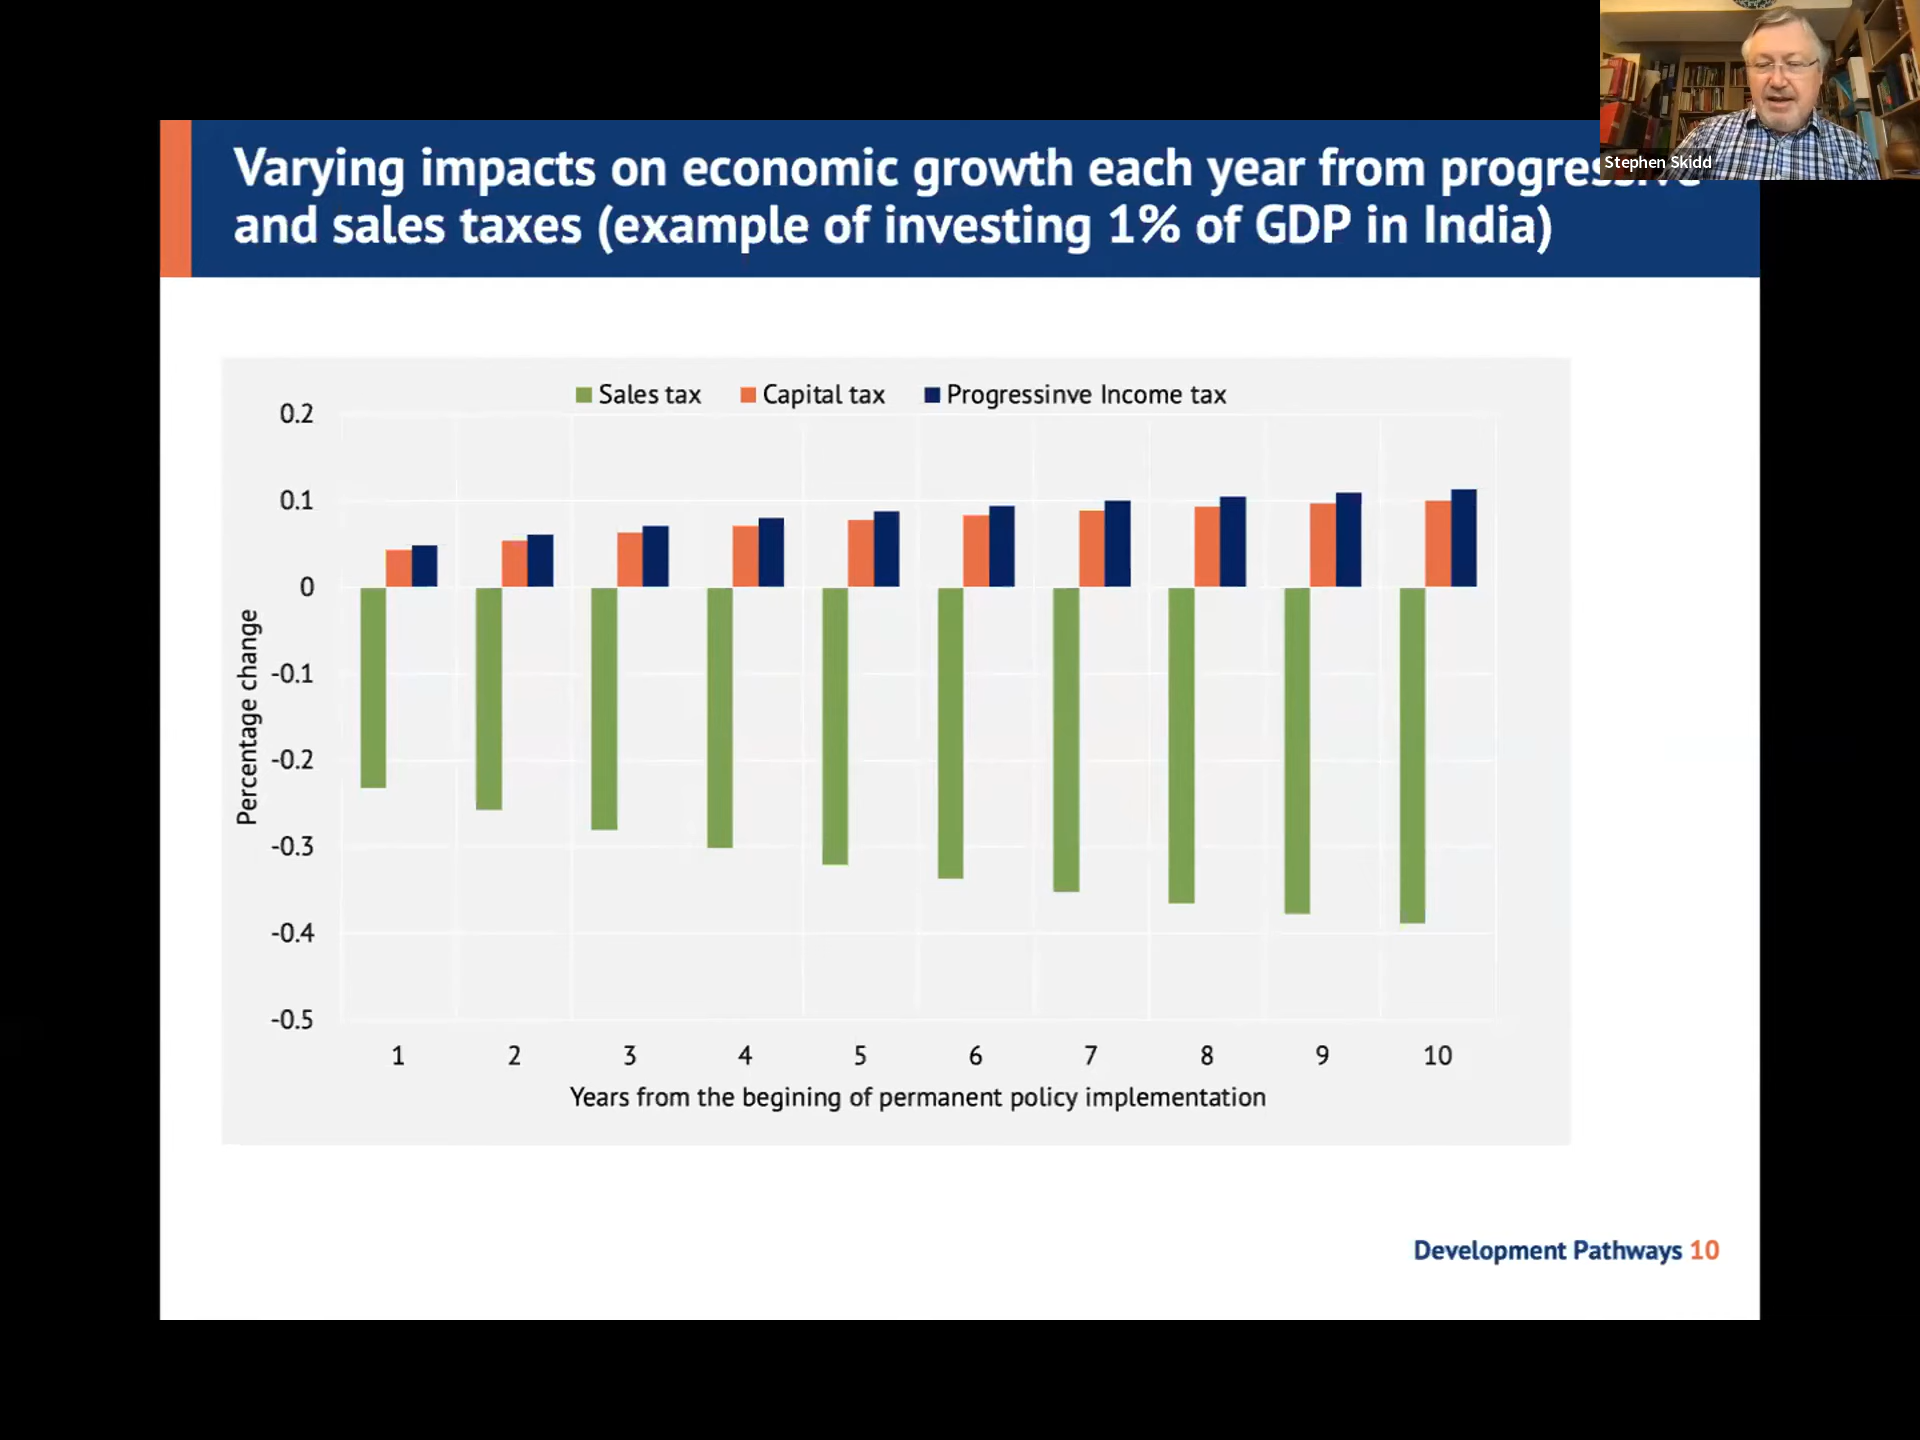 Varying impacts on economic growth each year from
and sales taxes (example of investing 1% of GDP in India)
Stephen Skidd
Sales tax Capital tax Progressinve Income tax
0.2
0.1
0
-0.1
-0.2
-0.3
-0.4
-0.5
Percentage change
1 2 3 4 5 6 7 8 9 10
Years from the begining of permanent policy implementation
Development Pathways 10